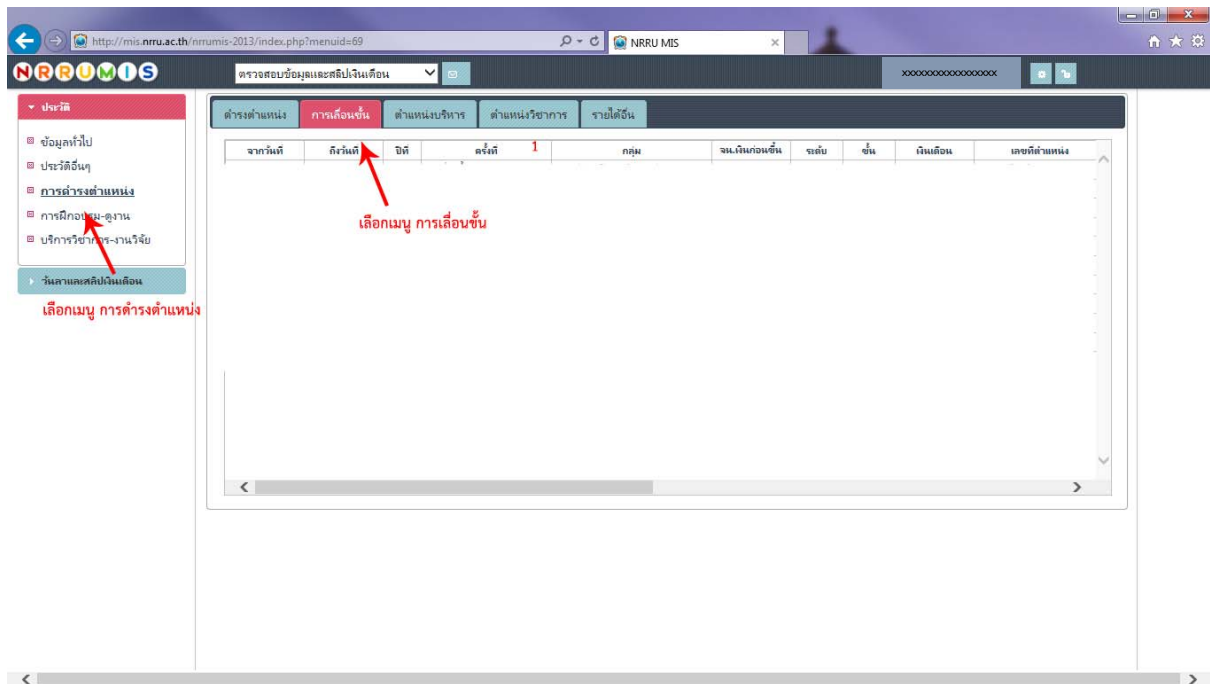 http://mis.nrru.ac.th/nrrumis-2013/index.php?menuid=69
NRRU MIS
NRRUMIS
ตรวจสอบข้อมูลและสลิปเงินเดือน
xxxxxxxxxxxxxxxxxx
ประวัติ
ดำรงตำแหน่ง การเลื่อนขั้น ตำแหน่งบริหาร ตำแหน่งวิชาการ รายได้อื่น
ข้อมูลทั่วไป
ประวัติอื่นๆ
การดำรงตำแหน่ง
การฝึกอบรม-ดูงาน
บริการวิชาการ-งานวิจัย
วันลาและสลิปเงินเดือน
จากวันที่ ถึงวันที่ ปีที่ ครั้งที่ 1 กลุ่ม จน.เงินก่อนขึ้น ระดับ ขั้น เงินเดือน เลขที่ตำแหน่ง
เลือกเมนู การเลื่อนขั้น
เลือกเมนู การดำรงตำแหน่ง